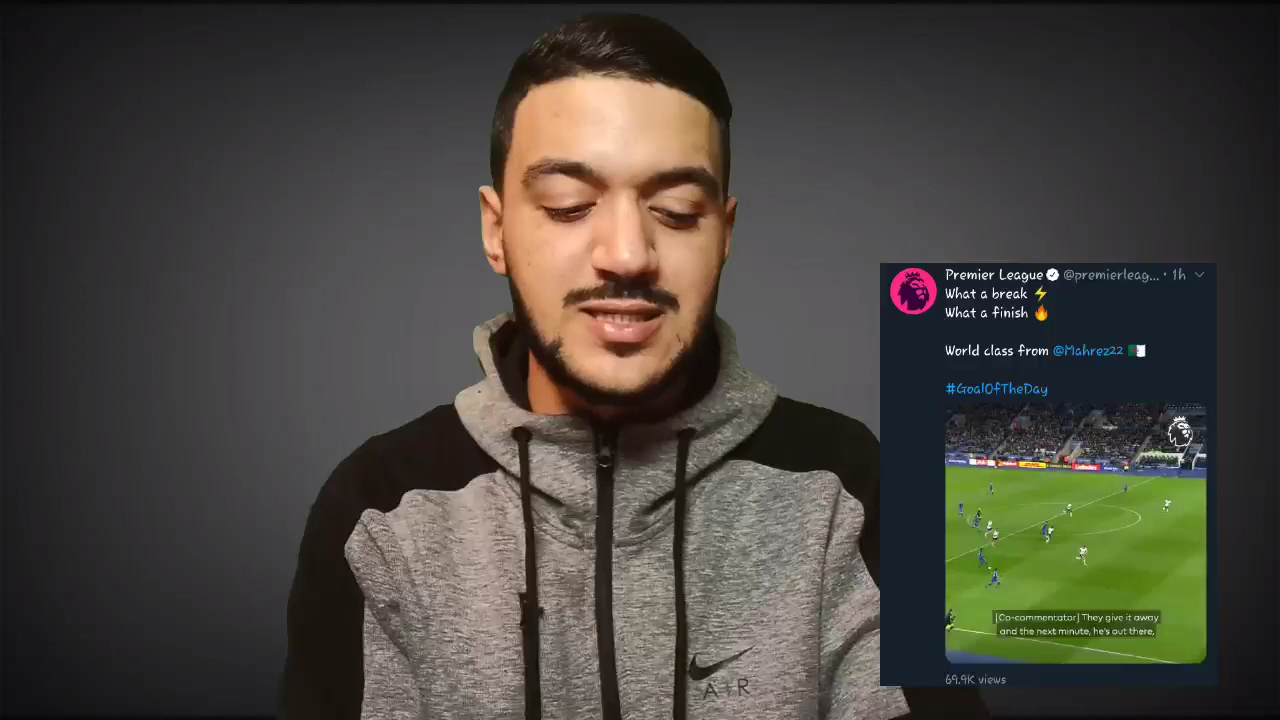 Premier League @premierleag... · 1h
What a break ⚡
What a finish 🔥
World class from @Mahrez22 🇩🇿
#GoalOfTheDay
[Co-commentator] They give it away
and the next minute, he's out there,
69.9K views
AIR